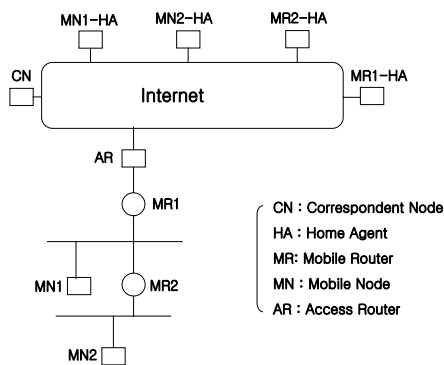 MN1-HA MN2-HA MR2-HA
CN Internet MR1-HA
AR
MR1
MN1 MR2
MN2
CN : Correspondent Node
HA : Home Agent
MR: Mobile Router
MN : Mobile Node
AR : Access Router